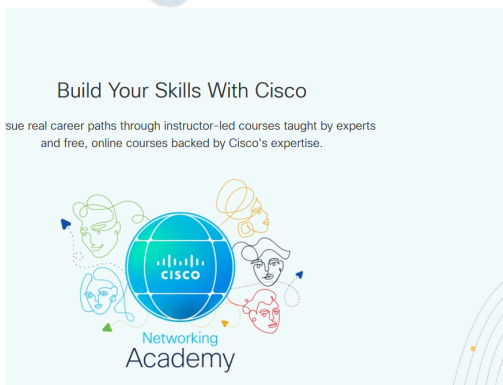 Build Your Skills With Cisco
sue real career paths through instructor-led courses taught by experts
and free, online courses backed by Cisco's expertise.
CISCO
Networking
Academy